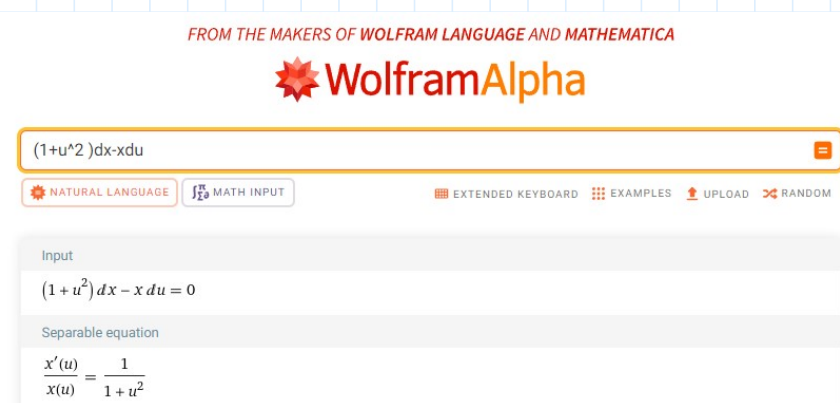 FROM THE MAKERS OF WOLFRAM LANGUAGE AND MATHEMATICA
WolframAlpha
(1+u^2 )dx-xdu
NATURAL LANGUAGE MATH INPUT EXTENDED KEYBOARD EXAMPLES UPLOAD RANDOM
Input
(1 + u²) dx − x du = 0
Separable equation
x′(u)/x(u) = 1/(1 + u²)